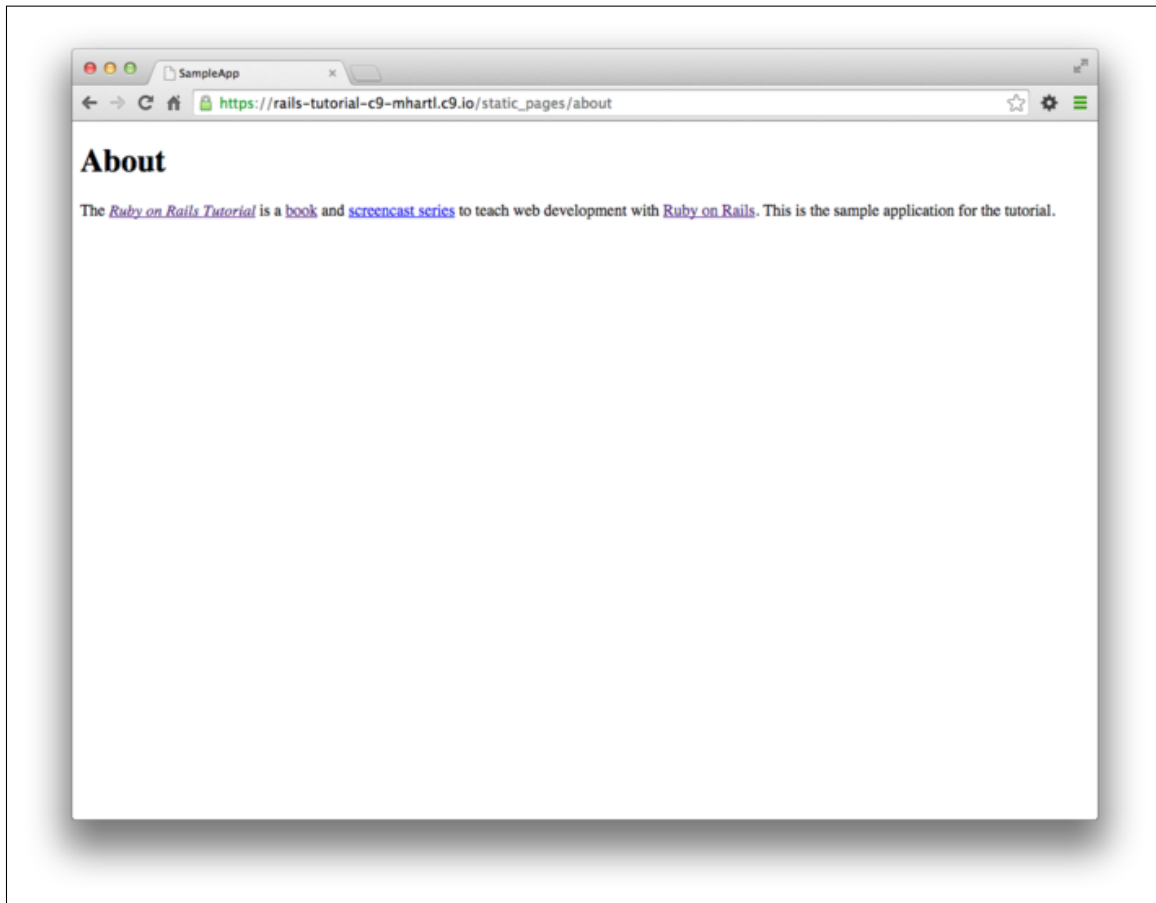 SampleApp
https://rails-tutorial-c9-mhartl.c9.io/static_pages/about
About
The Ruby on Rails Tutorial is a book and screencast series to teach web development with Ruby on Rails. This is the sample application for the tutorial.